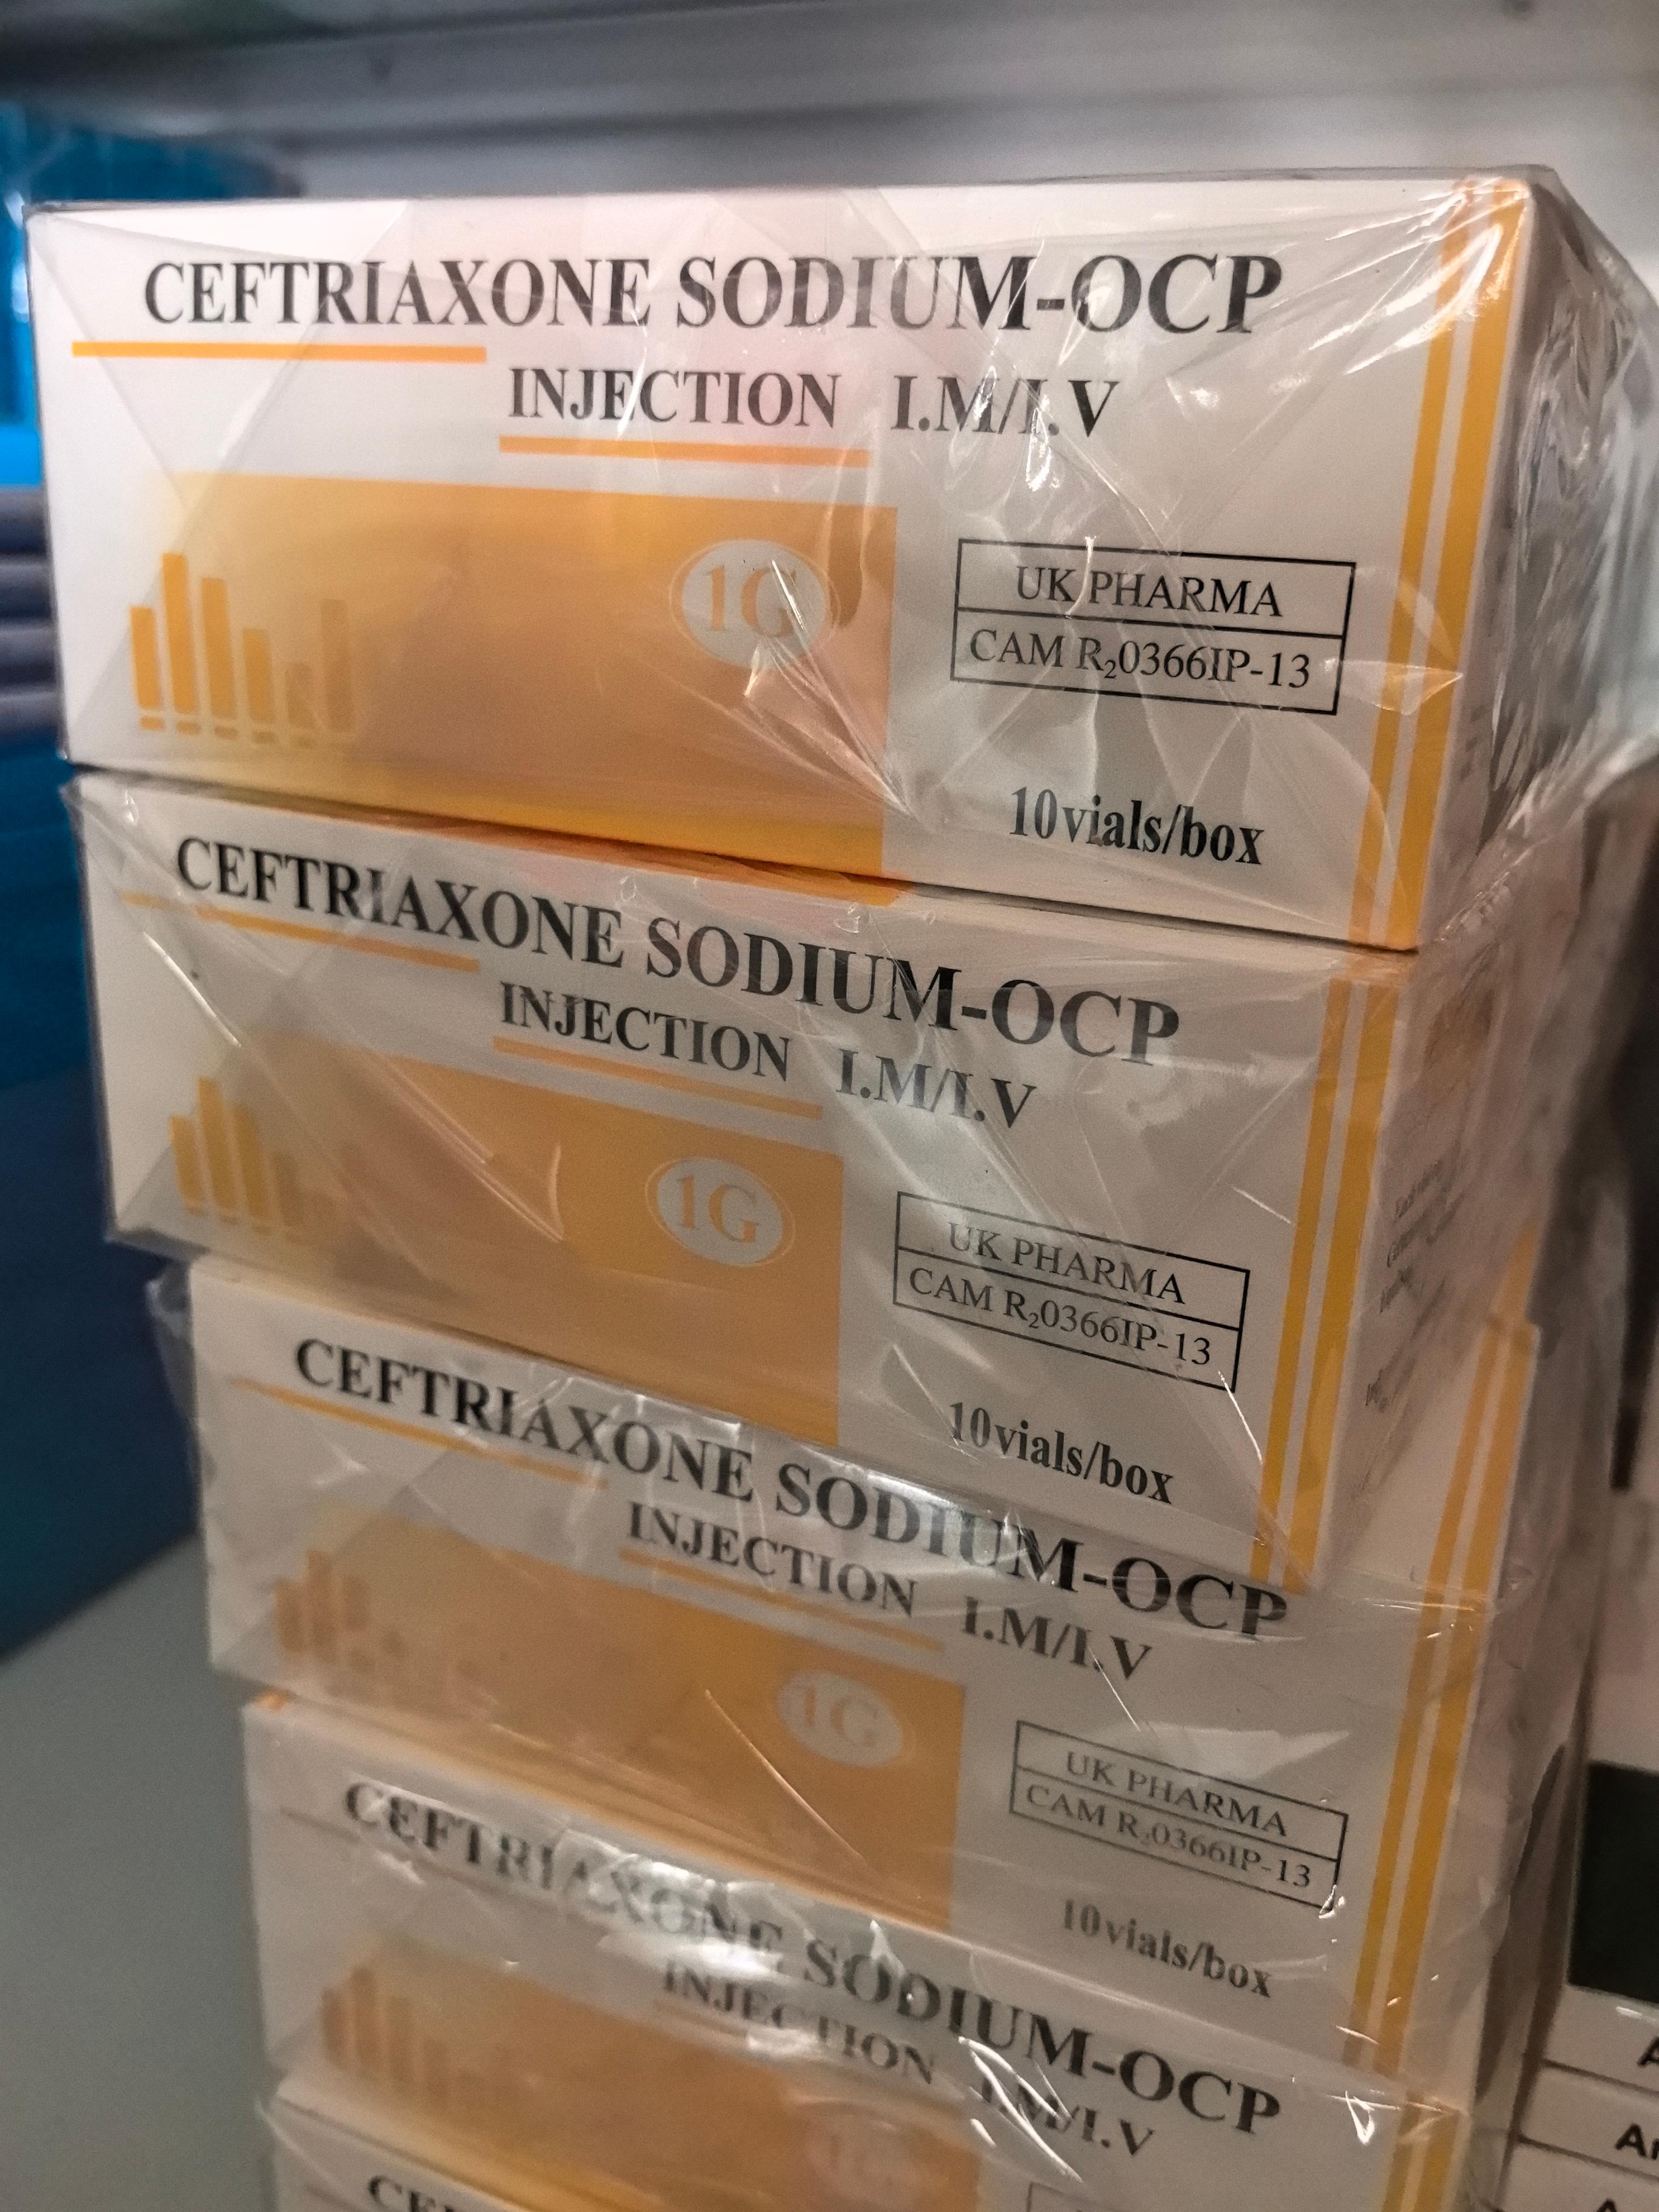 CEFTRIAXONE SODIUM-OCP
INJECTION I.M/I.V
1G
UK PHARMA
CAM R₂0366IP-13
10vials/box
CEFTRIAXONE SODIUM-OCP
INJECTION I.M/I.V
1G
UK PHARMA
CAM R₂0366IP-13
10vials/box
CEFTRIAXONE SODIUM-OCP
INJECTION I.M/I.V
1G
UK PHARMA
CAM R₂0366IP-13
10vials/box
CEFTRIAXONE SODIUM-OCP
INJECTION I.M/I.V